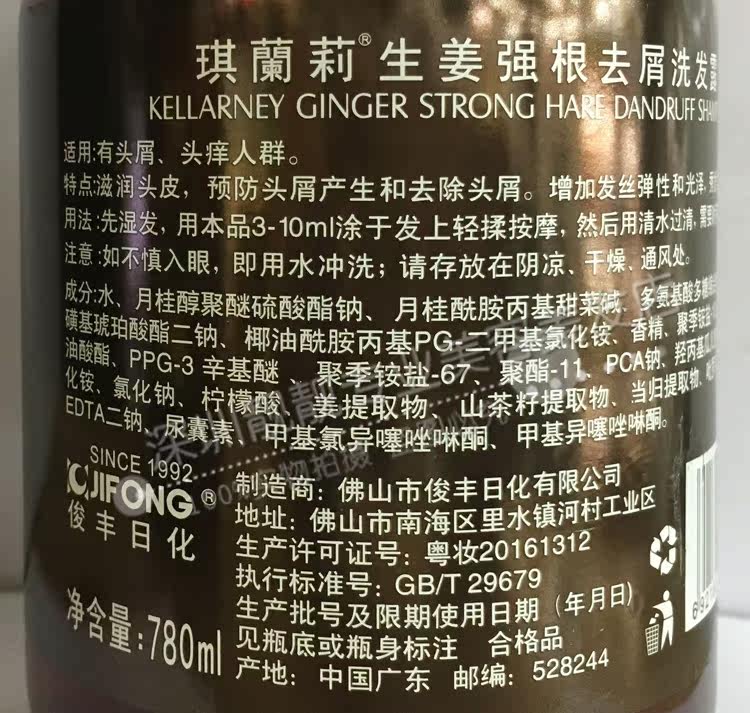 琪蘭莉®生姜强根去屑洗发露
KELLARNEY GINGER STRONG HARE DANDRUFF
适用:有头屑、头痒人群。
特点:滋润头皮，预防头屑产生和去除头屑。增加发丝弹性和光泽,
用法:先湿发，用本品3-10ml涂于发上轻揉按摩，然后用清水过清,
注意:如不慎入眼，即用水冲洗；请存放在阴凉、干燥、通风处。
成分:水、月桂醇聚醚硫酸酯钠、月桂酰胺丙基甜菜碱、多氨基酸多糖
磺基琥珀酸酯二钠、椰油酰胺丙基PG-二甲基氯化铵、香精、聚季铵盐
油酸酯、PPG-3 辛基醚、聚季铵盐-67、聚酯-11、PCA钠、羟丙基瓜
化铵、氯化钠、柠檬酸、姜提取物、山茶籽提取物、当归提取物、
EDTA二钠、尿囊素、甲基氯异噻唑啉酮、甲基异噻唑啉酮。
SINCE 1992
JIFONG®
俊丰日化
净含量:780ml
制造商: 佛山市俊丰日化有限公司
地址: 佛山市南海区里水镇河村工业区
生产许可证号: 粤妆20161312
执行标准号: GB/T 29679
生产批号及限期使用日期（年月日)
见瓶底或瓶身标注 合格品
产地: 中国广东 邮编: 528244